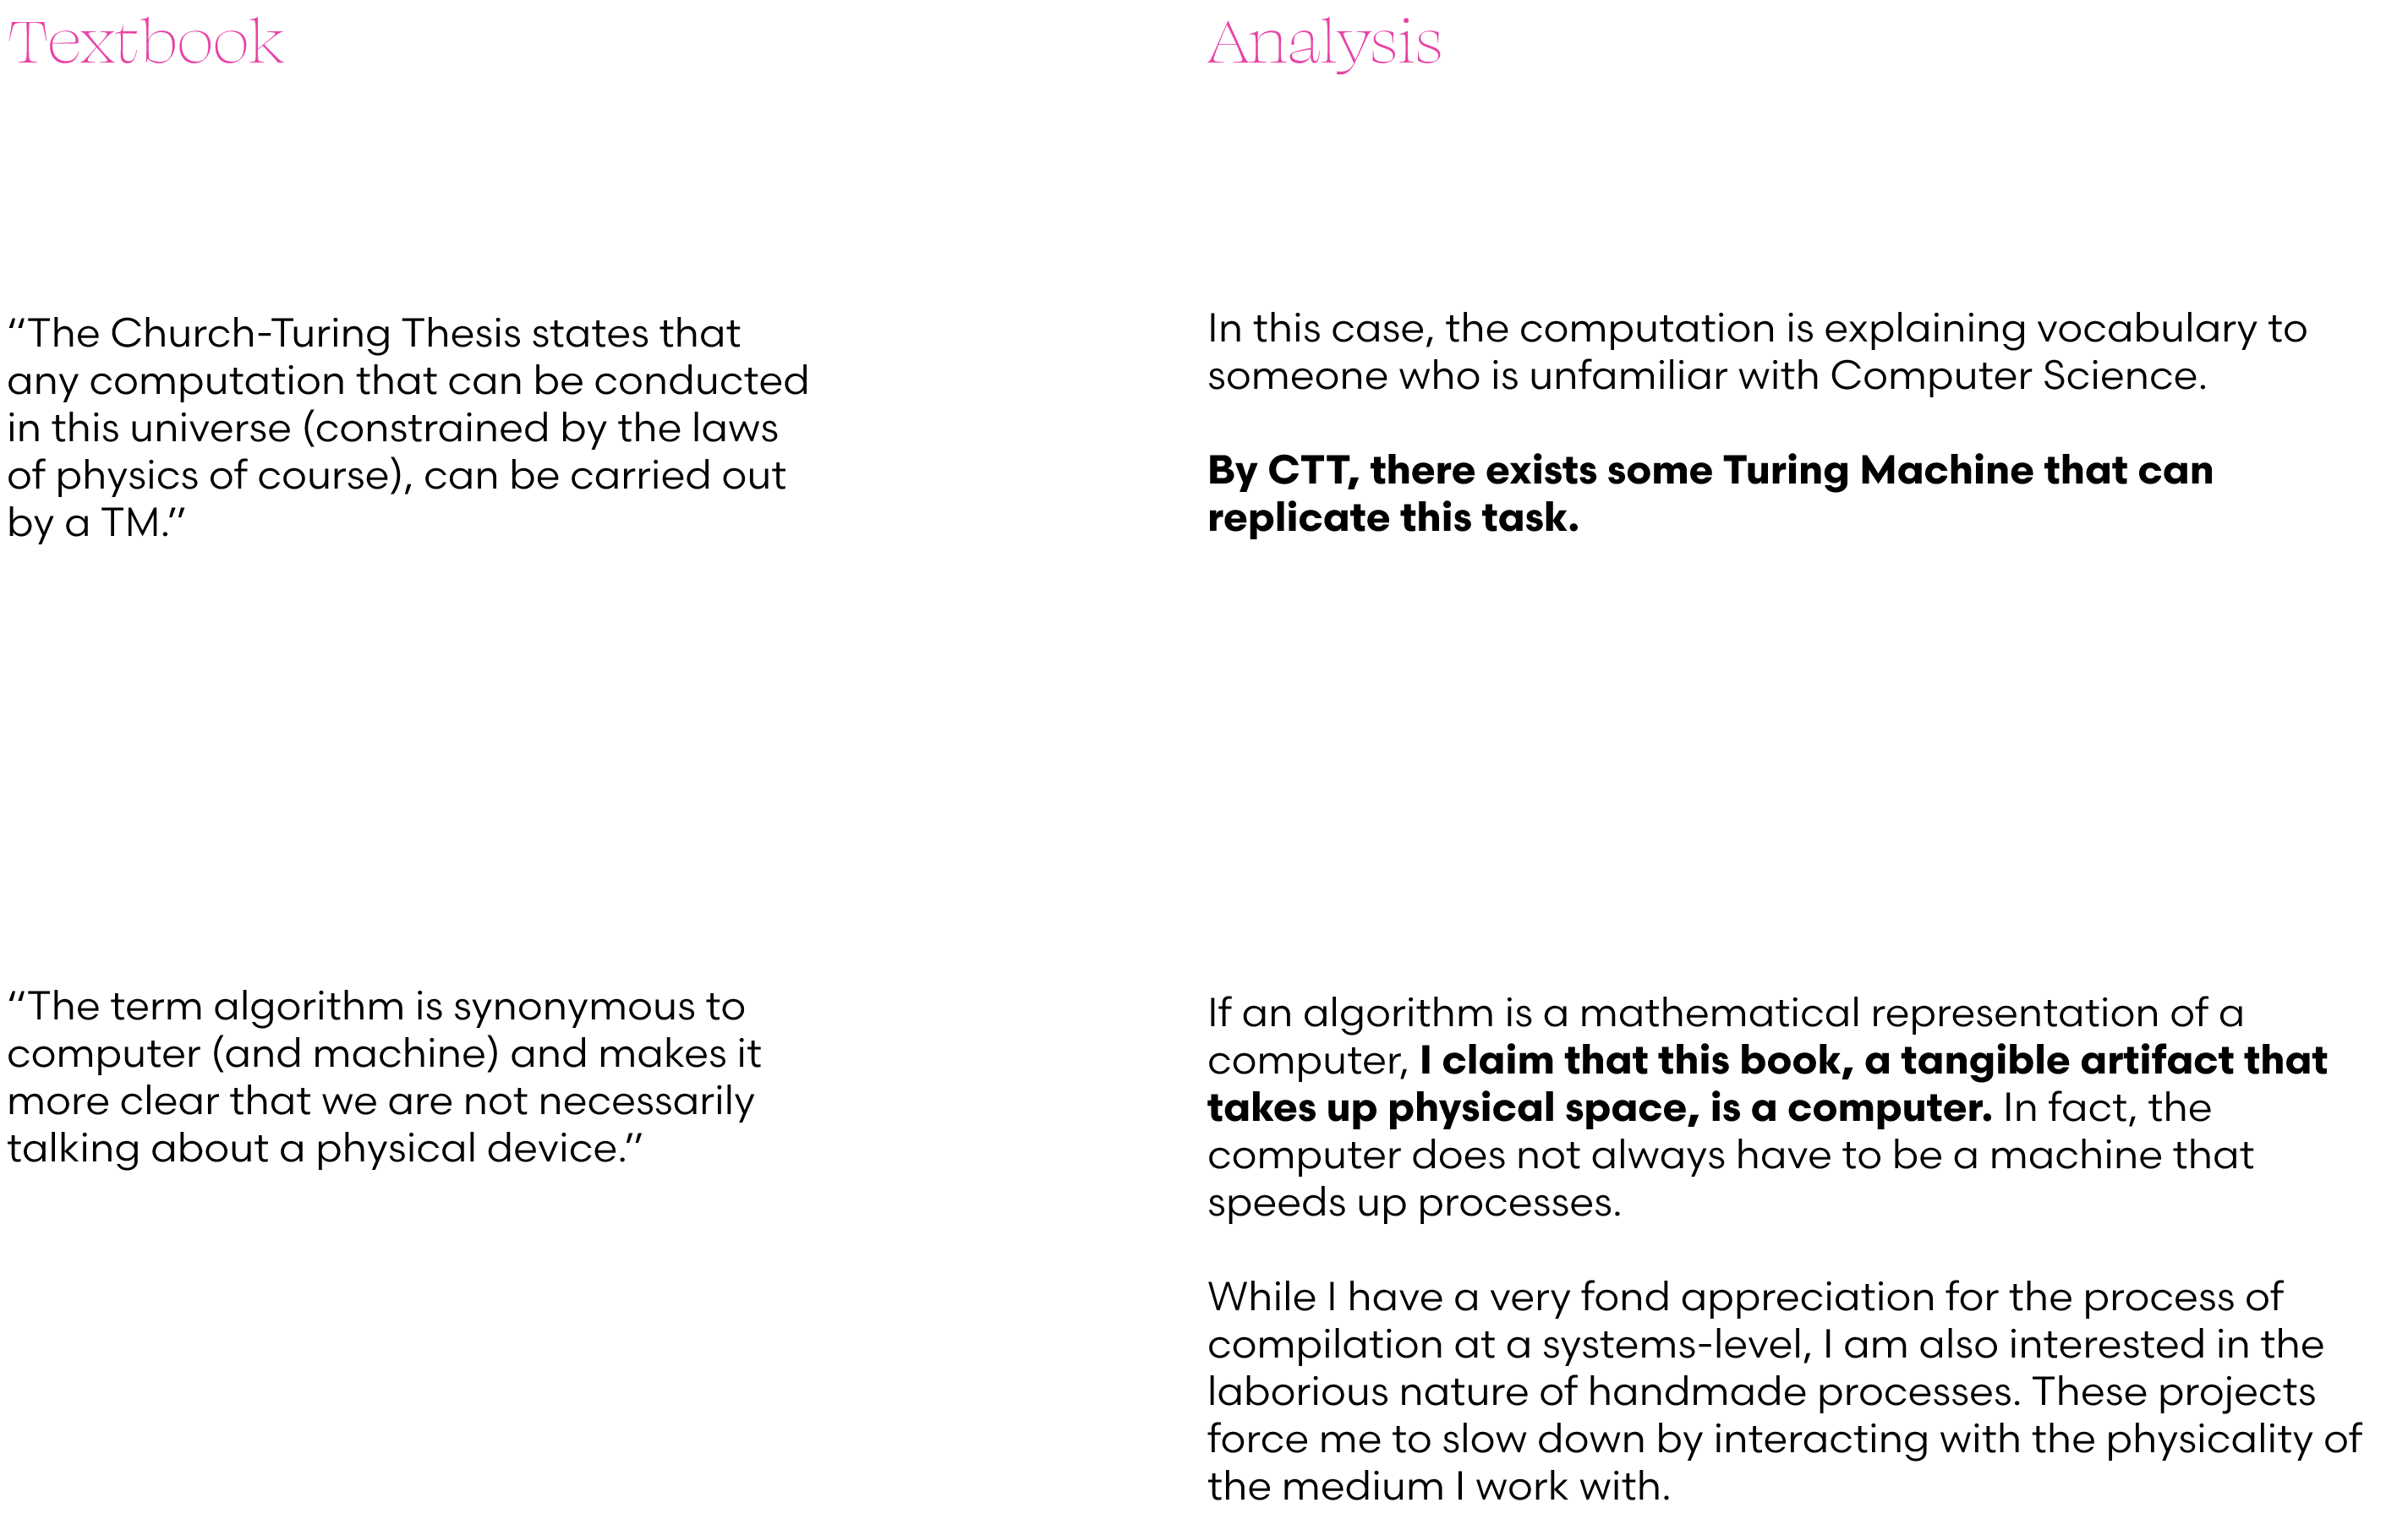 Textbook
Analysis
“The Church-Turing Thesis states that
any computation that can be conducted
in this universe (constrained by the laws
of physics of course), can be carried out
by a TM.”
In this case, the computation is explaining vocabulary to
someone who is unfamiliar with Computer Science.
By CTT, there exists some Turing Machine that can
replicate this task.
“The term algorithm is synonymous to
computer (and machine) and makes it
more clear that we are not necessarily
talking about a physical device.”
If an algorithm is a mathematical representation of a
computer, I claim that this book, a tangible artifact that
takes up physical space, is a computer. In fact, the
computer does not always have to be a machine that
speeds up processes.
While I have a very fond appreciation for the process of
compilation at a systems-level, I am also interested in the
laborious nature of handmade processes. These projects
force me to slow down by interacting with the physicality of
the medium I work with.